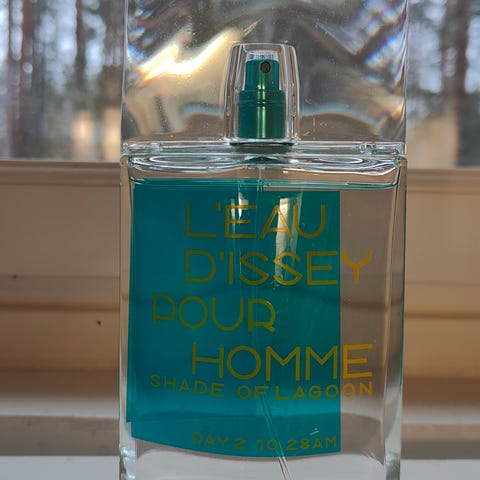 L'EAU
D'ISSEY
POUR
HOMME
SHADE OF LAGOON
DAY 2 10 28AM